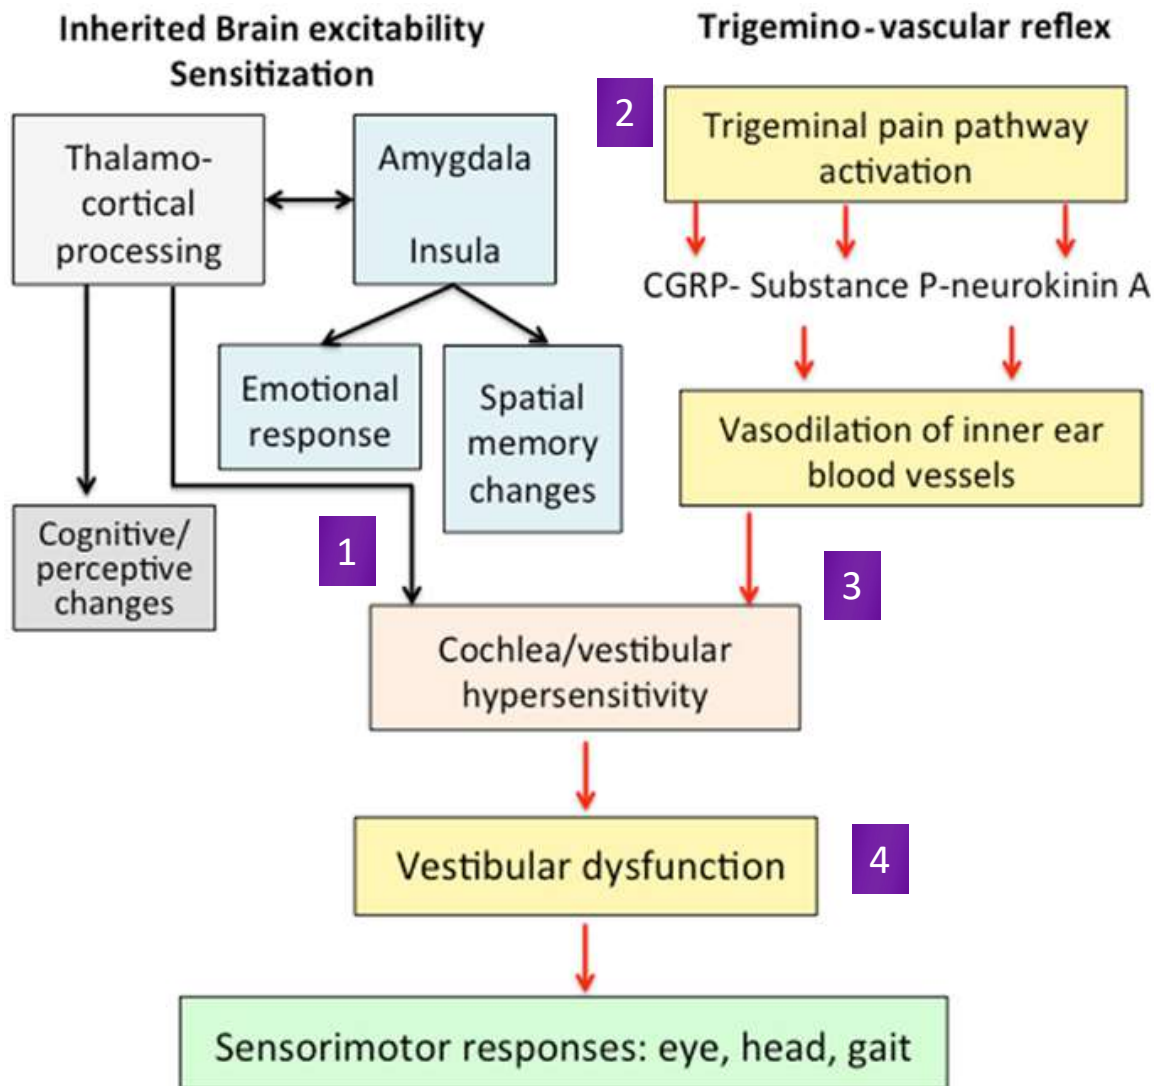 Inherited Brain excitability
Sensitization
Thalamo-
cortical
processing
Amygdala
Insula
Emotional
response
Spatial
memory
changes
Cognitive/
perceptive
changes
1
Trigemino-vascular reflex
2
Trigeminal pain pathway
activation
CGRP- Substance P-neurokinin A
Vasodilation of inner ear
blood vessels
3
Cochlea/vestibular
hypersensitivity
Vestibular dysfunction
4
Sensorimotor responses: eye, head, gait